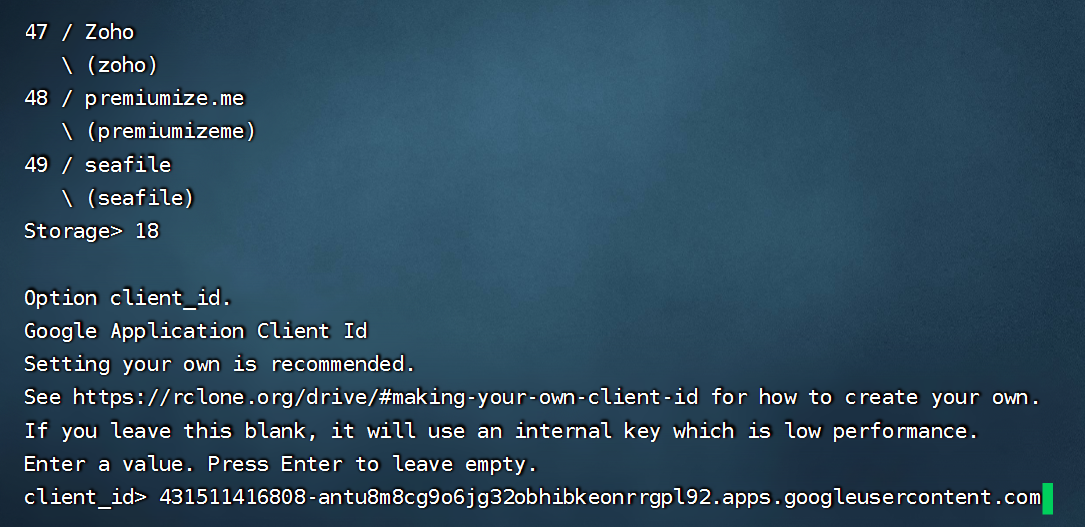 47 / Zoho
\ (zoho)
48 / premiumize.me
\ (premiumizeme)
49 / seafile
\ (seafile)
Storage> 18
Option client_id.
Google Application Client Id
Setting your own is recommended.
See https://rclone.org/drive/#making-your-own-client-id for how to create your own.
If you leave this blank, it will use an internal key which is low performance.
Enter a value. Press Enter to leave empty.
client_id> 431511416808-antu8m8cg9o6jg32obhibkeonrrgpl92.apps.googleusercontent.com